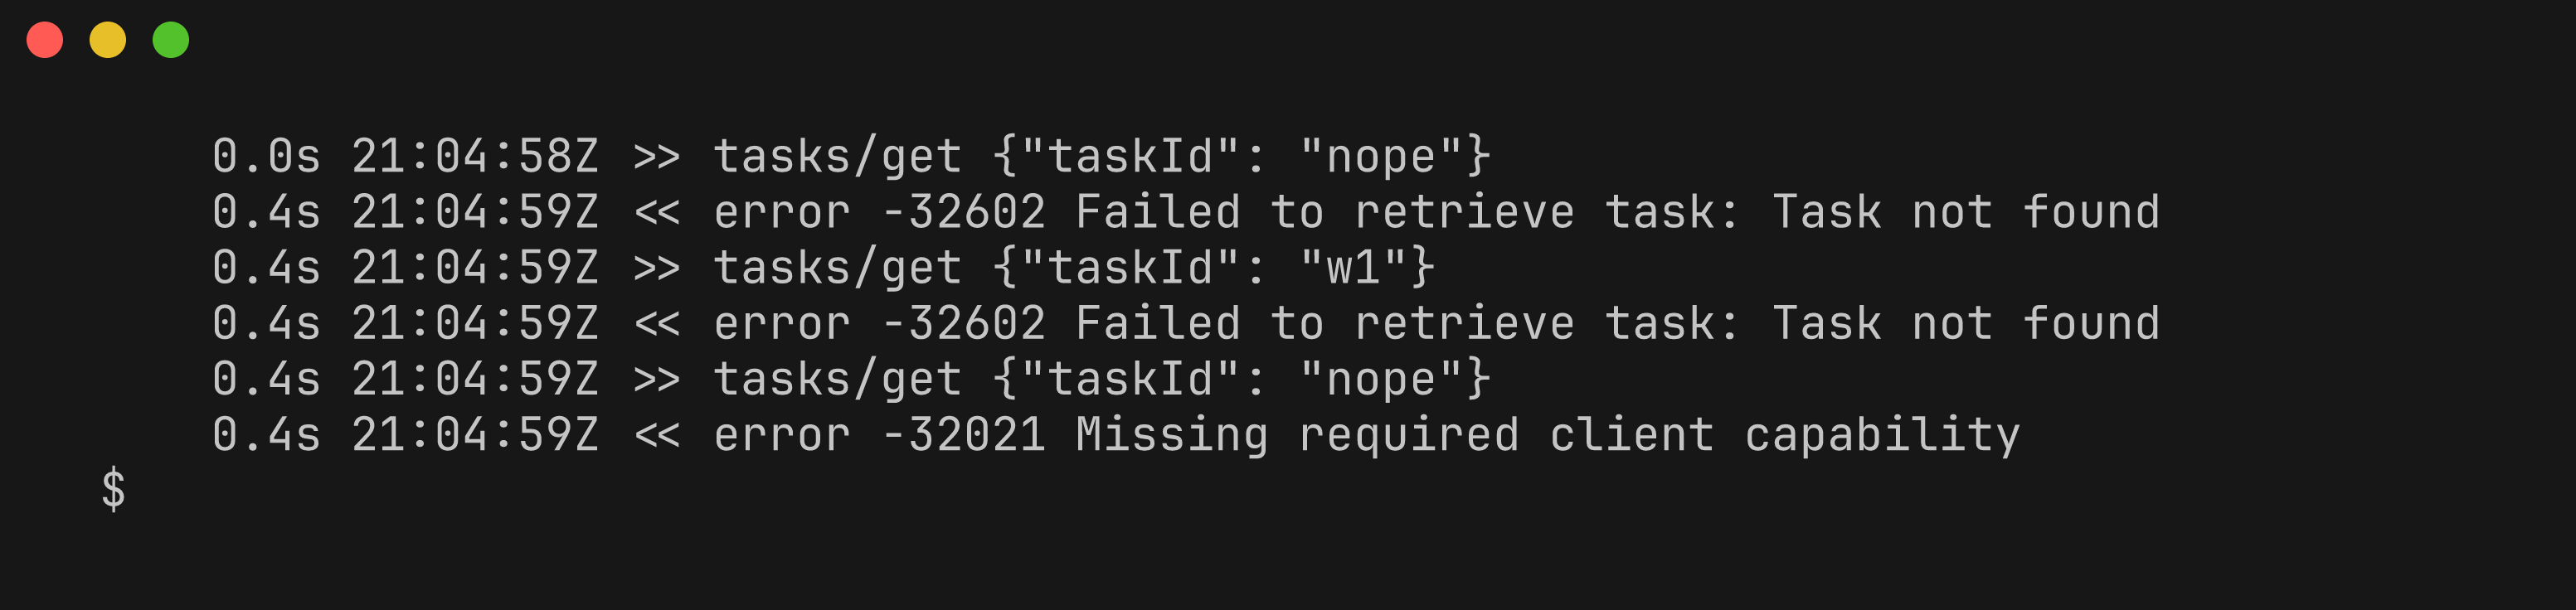 0.0s 21:04:58Z >> tasks/get {"taskId": "nope"}
0.4s 21:04:59Z << error -32602 Failed to retrieve task: Task not found
0.4s 21:04:59Z >> tasks/get {"taskId": "w1"}
0.4s 21:04:59Z << error -32602 Failed to retrieve task: Task not found
0.4s 21:04:59Z >> tasks/get {"taskId": "nope"}
0.4s 21:04:59Z << error -32021 Missing required client capability
$